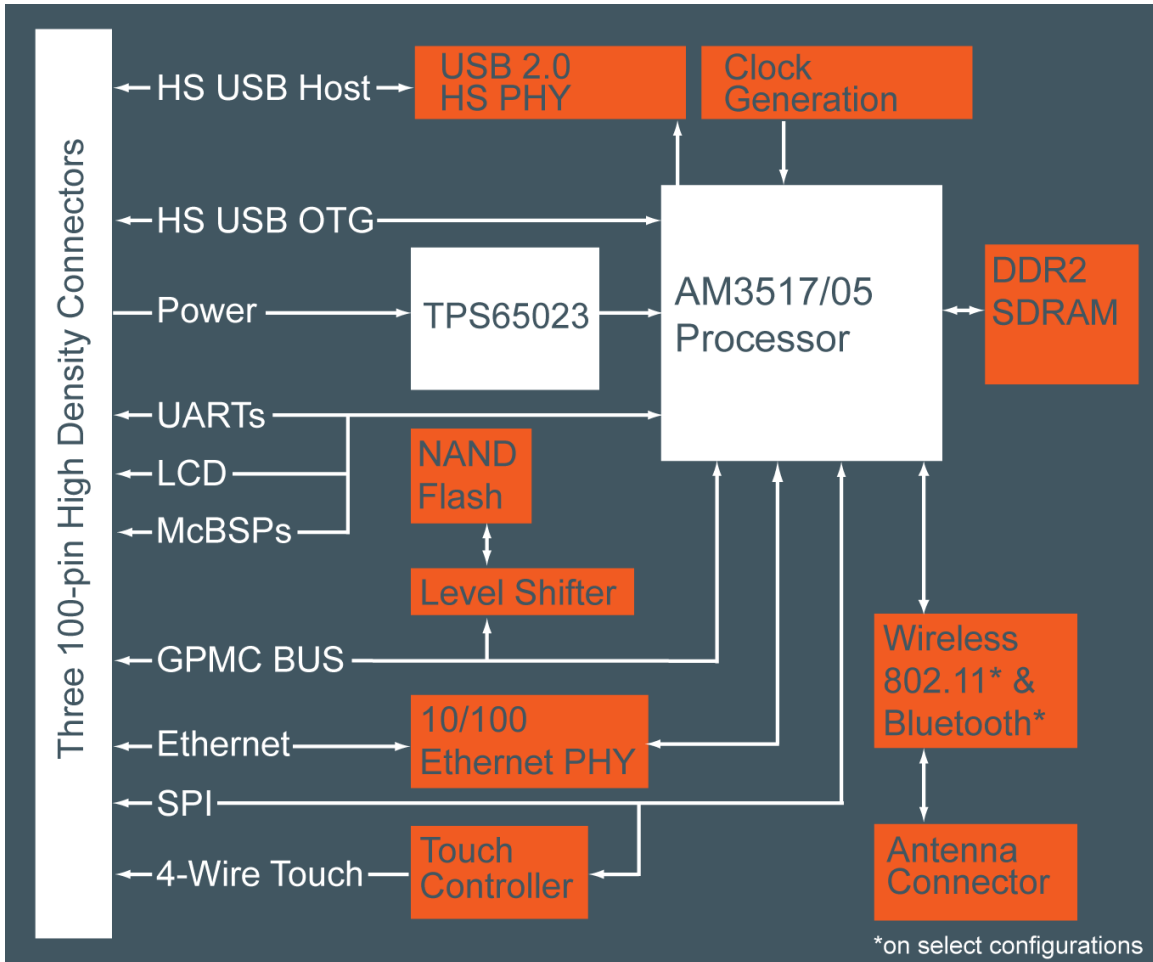 Three 100-pin High Density Connectors
HS USB Host
USB 2.0
HS PHY
Clock
Generation
HS USB OTG
Power
TPS65023
AM3517/05
Processor
DDR2
SDRAM
UARTs
LCD
McBSPs
NAND
Flash
Level Shifter
GPMC BUS
Ethernet
10/100
Ethernet PHY
Wireless
802.11* &
Bluetooth*
SPI
4-Wire Touch
Touch
Controller
Antenna
Connector
*on select configurations